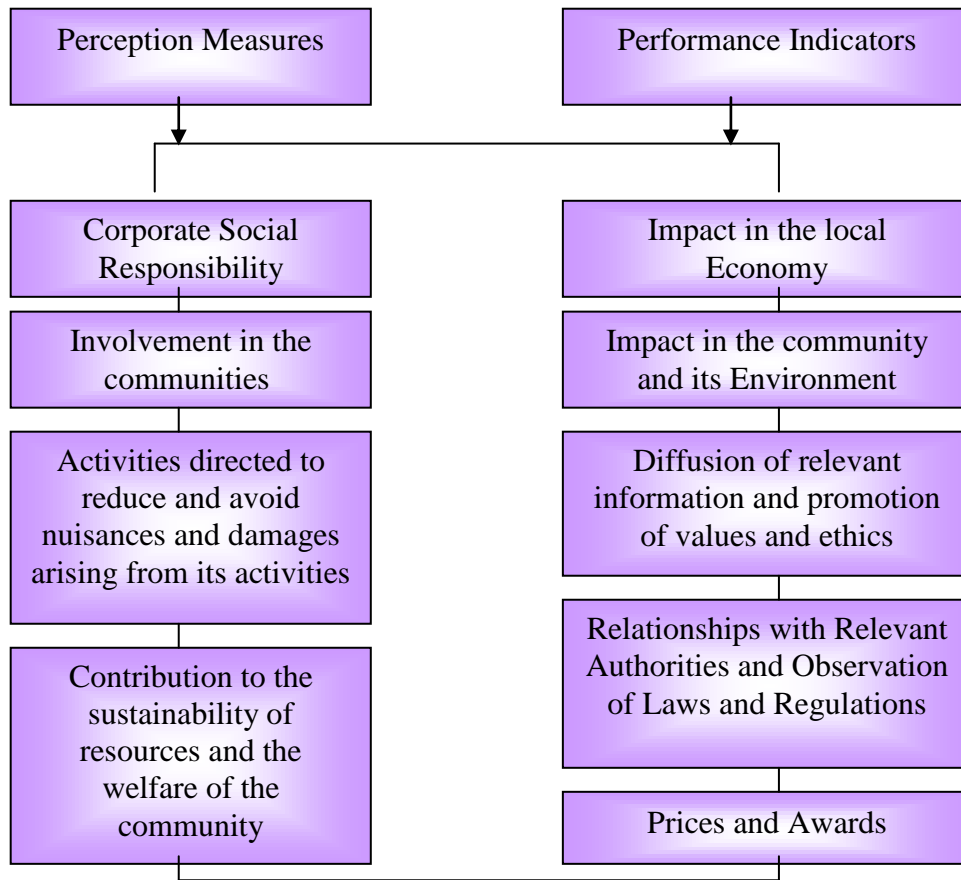 Perception Measures
Performance Indicators
Corporate Social
Responsibility
Impact in the local
Economy
Involvement in the
communities
Impact in the community
and its Environment
Activities directed to
reduce and avoid
nuisances and damages
arising from its activities
Diffusion of relevant
information and promotion
of values and ethics
Relationships with Relevant
Authorities and Observation
of Laws and Regulations
Contribution to the
sustainability of
resources and the
welfare of the
community
Prices and Awards